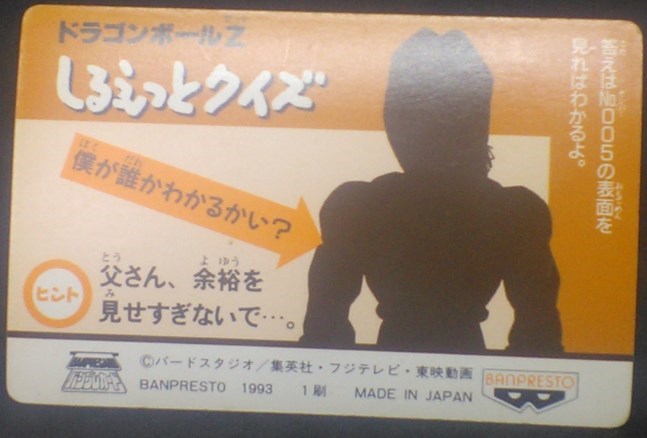 ドラゴンボールZ
しるえっとクイズ
答えは№005の表面を
見ればわかるよ。
僕が誰かわかるかい?
ヒント
父さん、余裕を
見せすぎないで…。
©バードスタジオ/集英社・フジテレビ・東映動画
BANPRESTO 1993 1刷 MADE IN JAPAN
BANPRESTO